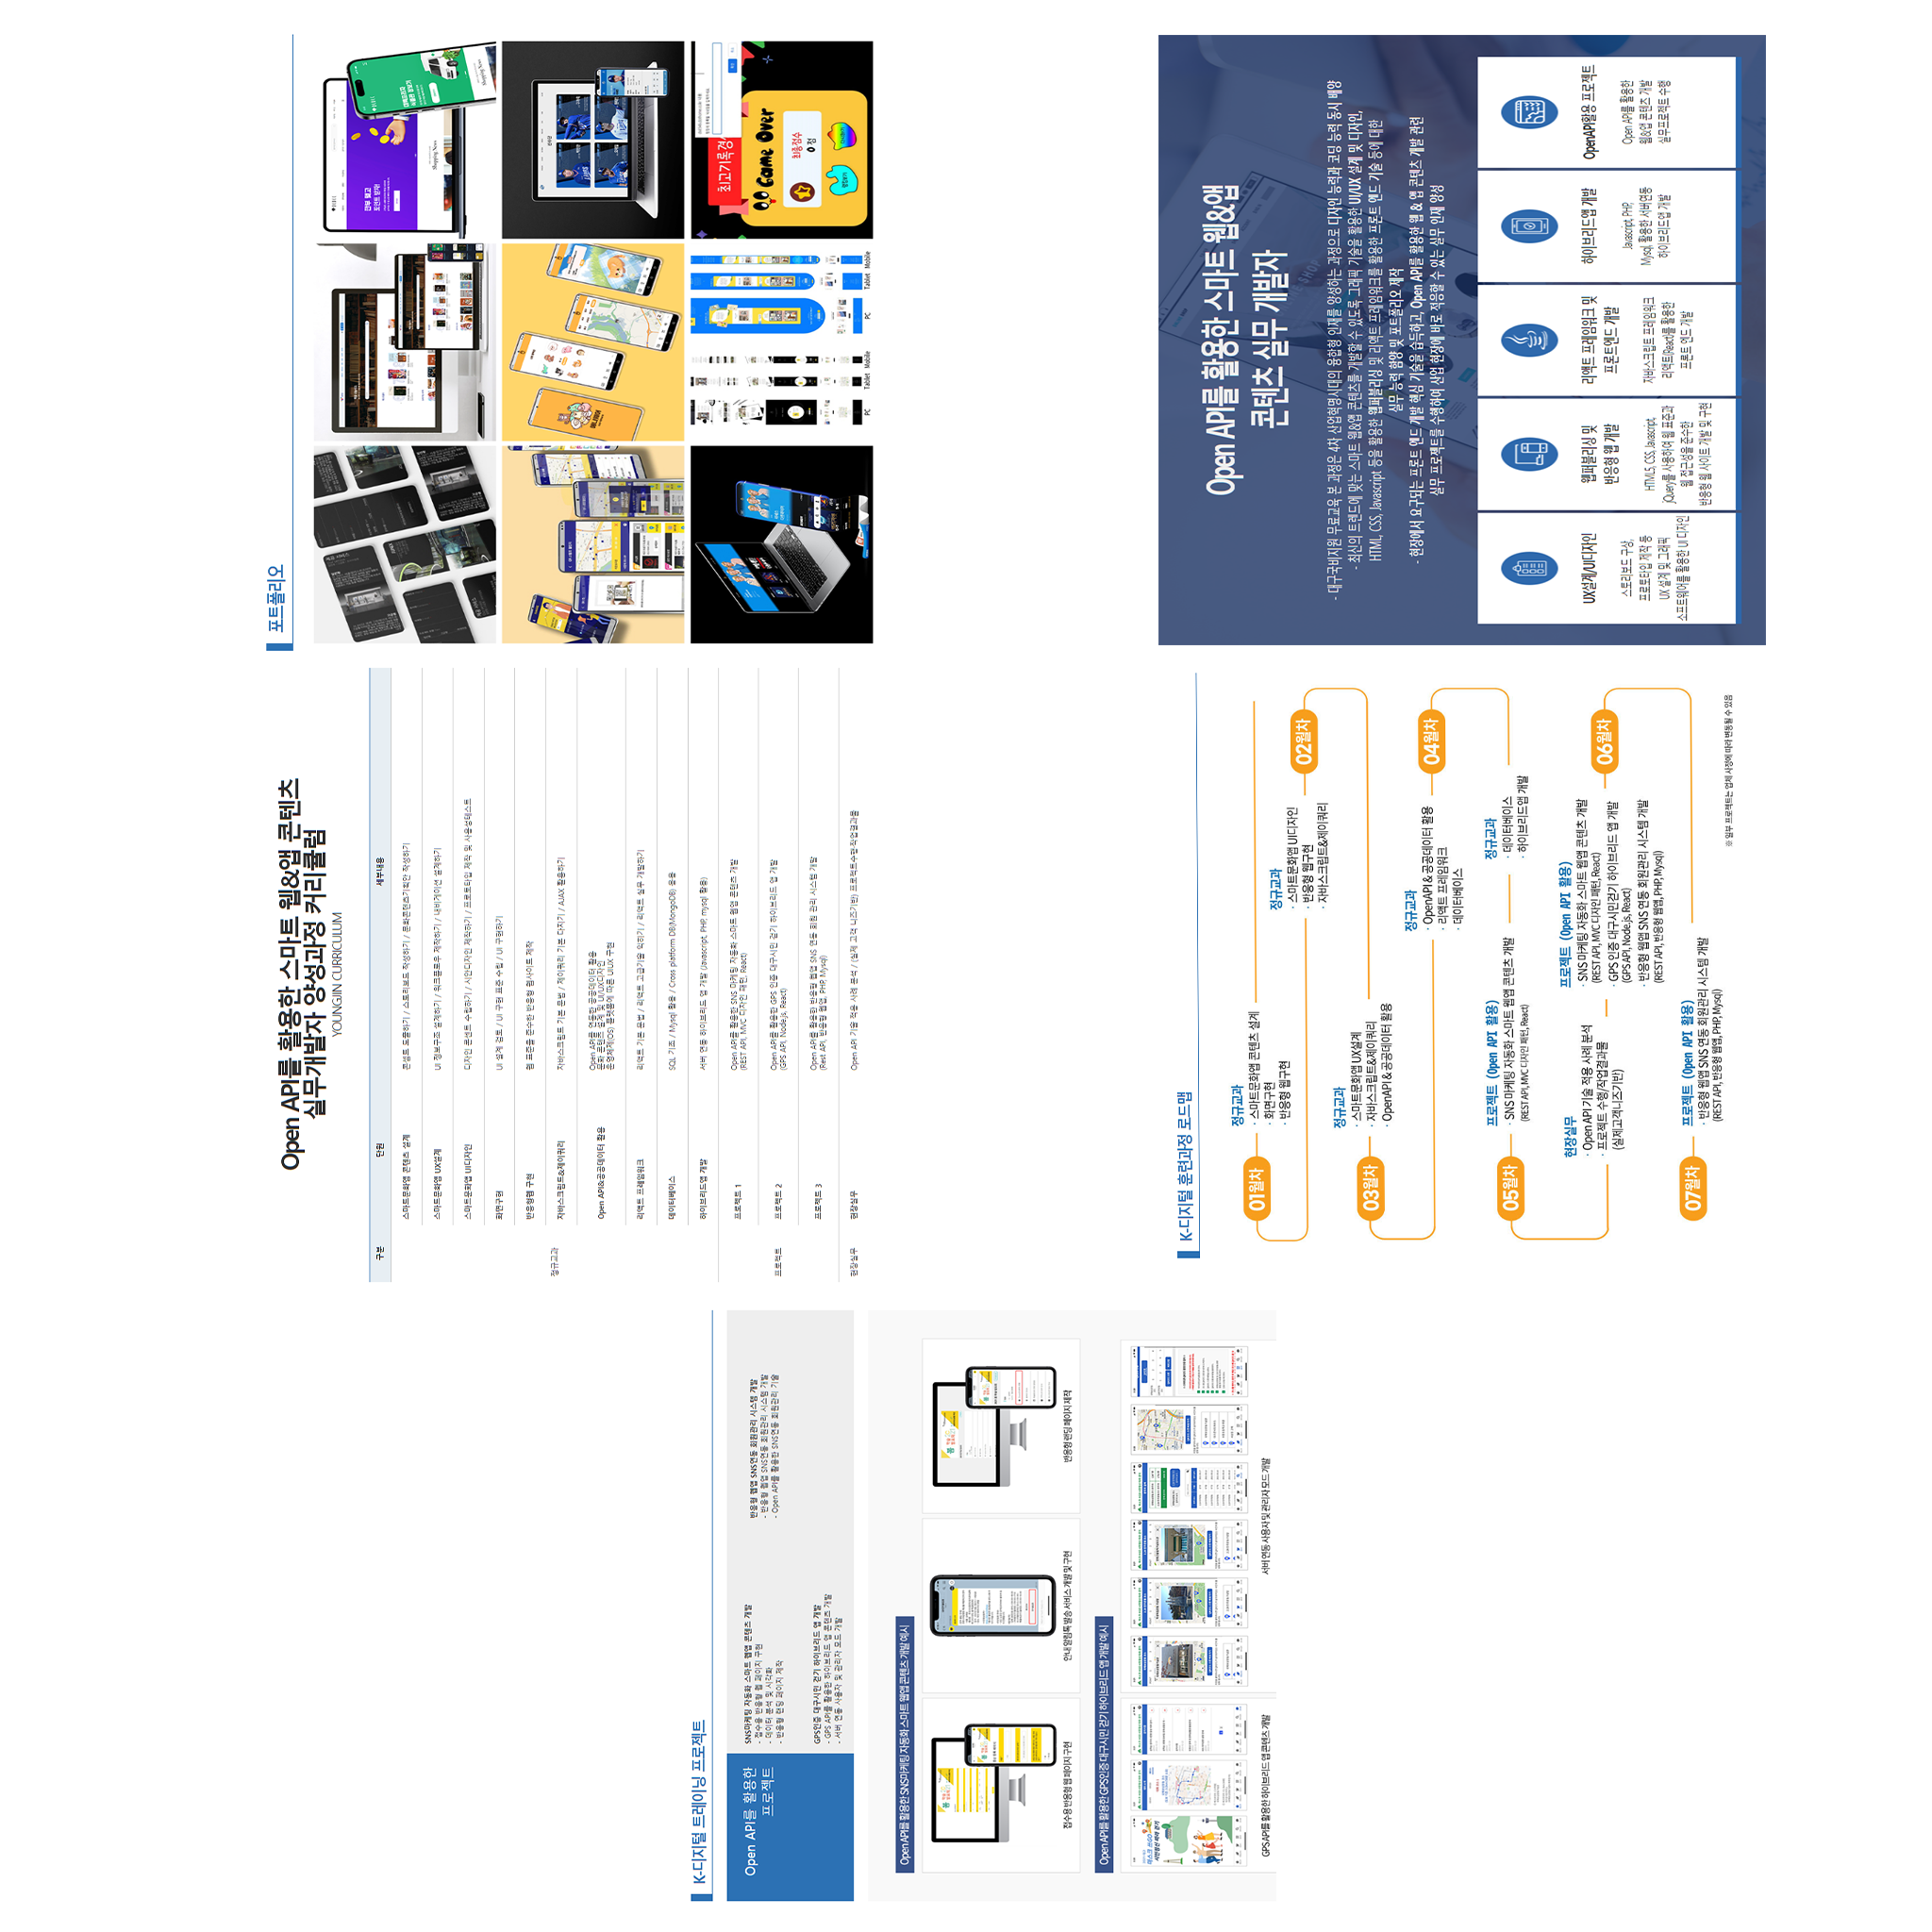 Open API를 활용한 스마트 웹&앱
콘텐츠 실무 개발자
- 대구국비지원 무료교육 본 과정은 4차 산업혁명시대의 융합형 인재를 양성하는 과정으로 디자인 능력과 코딩 능력 동시 배양
- 최신의 트렌드에 맞는 스마트 웹&앱 콘텐츠를 개발할 수 있도록 그래픽 기술을 활용한 UI/UX 설계 및 디자인,
HTML, CSS, Javascript 등을 활용한 웹퍼블리싱 및 리액트 프레임워크를 활용한 프론트 엔드 기술 등에 대한
실무 능력 함양 및 포트폴리오 제작
- 현장에서 요구되는 프론트 엔드 개발 핵심 기술을 습득하고, Open API를 활용한 웹 & 앱 콘텐츠 개발 관련
실무 프로젝트를 수행하여 산업 현장에 바로 적응할 수 있는 실무 인재 양성
UX설계/UI디자인
스토리보드 구상,
프로토타입 제작 등
UX 설계 및 그래픽
소프트웨어를 활용한 UI 디자인
웹퍼블리싱 및
반응형 웹 개발
HTML5, CSS, Javascript,
jQuery를 사용하여 웹 표준과
웹 접근성을 준수한
반응형 웹 사이트 개발 및 구현
리액트 프레임워크 및
프론트엔드 개발
자바스크립트 프레임워크
리액트(React)를 활용한
프론트 엔드 개발
하이브리드앱 개발
Javascript, PHP,
Mysql, 활용한 서버연동
하이브리드앱 개발
OpenAPI활용 프로젝트
Open API를 활용한
웹&앱 콘텐츠 개발
실무프로젝트 수행
포트폴리오
최고기록경
Game Over
최종점수
0 점
PC
Tablet
Mobile
PC
Tablet
Mobile
Open API를 활용한 스마트 웹&앱 콘텐츠
실무개발자 양성과정 커리큘럼
YOUNGJIN CURRICULUM
구분
단원
세부내용
정규교과
스마트문화앱 콘텐츠 설계
콘셉트 도출하기 / 스토리보드 작성하기 / 문화콘텐츠기획안 작성하기
스마트문화앱 UX설계
UI 정보구조 설계하기 / 워크플로우 제작하기 / 내비게이션 설계하기
스마트문화앱 UI디자인
디자인 콘셉트 수립하기 / 시안디자인 제작하기 / 프로토타입 제작 및 사용성테스트
화면구현
UI 설계 검토 / UI 구현 표준 수립 / UI 구현하기
반응형웹 구현
웹 표준을 준수한 반응형 웹 사이트 제작
자바스크립트&제이쿼리
자바스크립트 기본 문법 / 제이쿼리 기본 다지기 / AJAX 활용하기
Open API&공공데이터 활용
Open API를 연동한 공공데이터 활용
문화 콘텐츠 설계 및 UI/UX디자인
운영체제(OS) 플랫폼에 따른 UIUX 구현
리액트 프레임워크
리액트 기본 문법 / 리액트 고급기술 익히기 / 리액트 실무 개발하기
데이터베이스
SQL 기초 / Mysql 활용 / Cross platform DB(MongoDB) 응용
하이브리드앱 개발
서버 연동 하이브리드 앱 개발 (Javascript, PHP, mysql 활용)
프로젝트
프로젝트 1
Open API를 활용한 SNS 마케팅 자동화 스마트 웹앱 콘텐츠 개발
(REST API, MVC 디자인 패턴, React)
프로젝트 2
Open API를 활용한 GPS 인증 대구시민 걷기 하이브리드 앱 개발
(GPS API, Node.js, React)
프로젝트 3
Open API를 활용한 반응형 웹앱 SNS 연동 회원 관리 시스템 개발
(Rest API, 반응형 웹앱, PHP, Mysql)
현장실무
현장실무
Open API 기술 적용 사례 분석 / (실제 고객 니즈기반) 프로젝트수행/작업결과물
K-디지털 훈련과정 로드맵
01월차
정규교과
· 스마트문화앱 콘텐츠 설계
· 화면구현
· 반응형 웹구현
02월차
정규교과
· 스마트문화앱 UI디자인
· 반응형 웹구현
· 자바스크립트&제이쿼리
03월차
정규교과
· 스마트문화앱 UX설계
· 자바스크립트&제이쿼리
· OpenAPI & 공공데이터 활용
04월차
정규교과
· OpenAPI & 공공데이터 활용
· 리액트 프레임워크
· 데이터베이스
05월차
프로젝트 (Open API 활용)
· SNS 마케팅 자동화 스마트 웹앱 콘텐츠 개발
(REST API, MVC 디자인 패턴, React)
정규교과
· 데이터베이스
· 하이브리드앱 개발
06월차
현장실무
· Open API 기술 적용 사례 분석
· 프로젝트 수행/작업결과물
(실제고객니즈기반)
프로젝트 (Open API 활용)
· SNS 마케팅 자동화 스마트 웹앱 콘텐츠 개발
(REST API, MVC 디자인 패턴, React)
· GPS 인증 대구시민걷기 하이브리드 앱 개발
(GPS API, Node.js, React)
· 반응형 웹앱 SNS 연동 회원관리 시스템 개발
(REST API, 반응형 웹앱, PHP, Mysql)
07월차
프로젝트 (Open API 활용)
· 반응형 웹앱 SNS 연동 회원관리 시스템 개발
(REST API, 반응형 웹앱, PHP, Mysql)
※ 일부 프로젝트는 업체 사정에 따라 변동될 수 있음
K-디지털 트레이닝 프로젝트
Open API를 활용한
프로젝트
SNS마케팅 자동화 스마트 웹앱 콘텐츠 개발
- 접수용 반응형 웹 페이지 구현
- 데이터 분석 및 시각화
- 반응형 랜딩 페이지 제작
GPS인증 대구시민 걷기 하이브리드 앱 개발
- GPS API를 활용한 하이브리드 앱 콘텐츠 개발
- 서버 연동 사용자 및 관리자 모드 개발
반응형 웹앱 SNS연동 회원관리 시스템 개발
- 반응형 웹앱 SNS연동 회원관리 시스템 개발
- Open API를 활용한 SNS연동 회원관리 기술
Open API를 활용한 SNS마케팅 자동화 스마트 웹앱 콘텐츠 개발 예시
접수용 반응형 웹 페이지 구현
안내 알림톡 발송 서비스 개발 및 구현
반응형 랜딩 페이지 제작
Open API를 활용한 GPS인증 대구시민 걷기 하이브리드 앱 개발 예시
GPS API를 활용한 하이브리드 앱 콘텐츠 개발
서버 연동 사용자 및 관리자 모드 개발